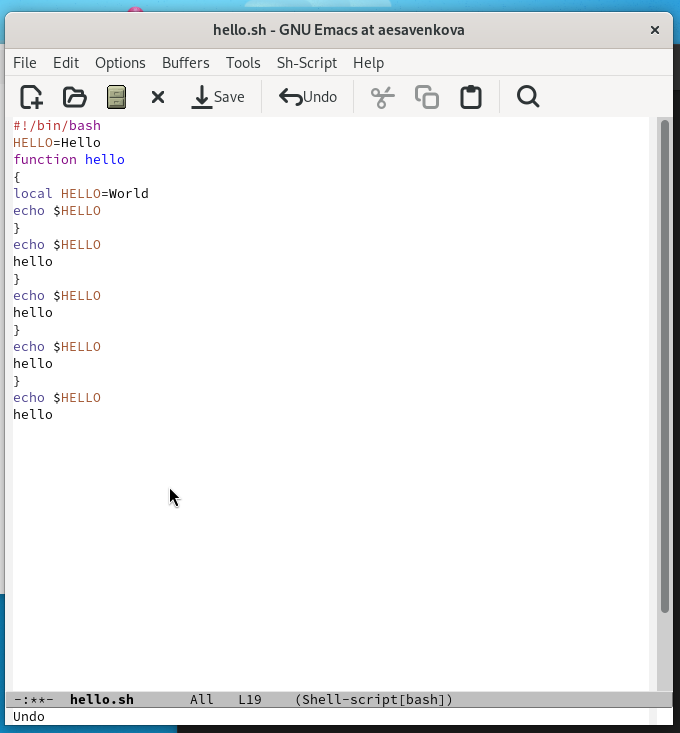 hello.sh - GNU Emacs at aesavenkova
File Edit Options Buffers Tools Sh-Script Help
Save Undo
#!/bin/bash
HELLO=Hello
function hello
{
local HELLO=World
echo $HELLO
}
echo $HELLO
hello
}
echo $HELLO
hello
}
echo $HELLO
hello
}
echo $HELLO
hello
-:**- hello.sh All L19 (Shell-script[bash])
Undo